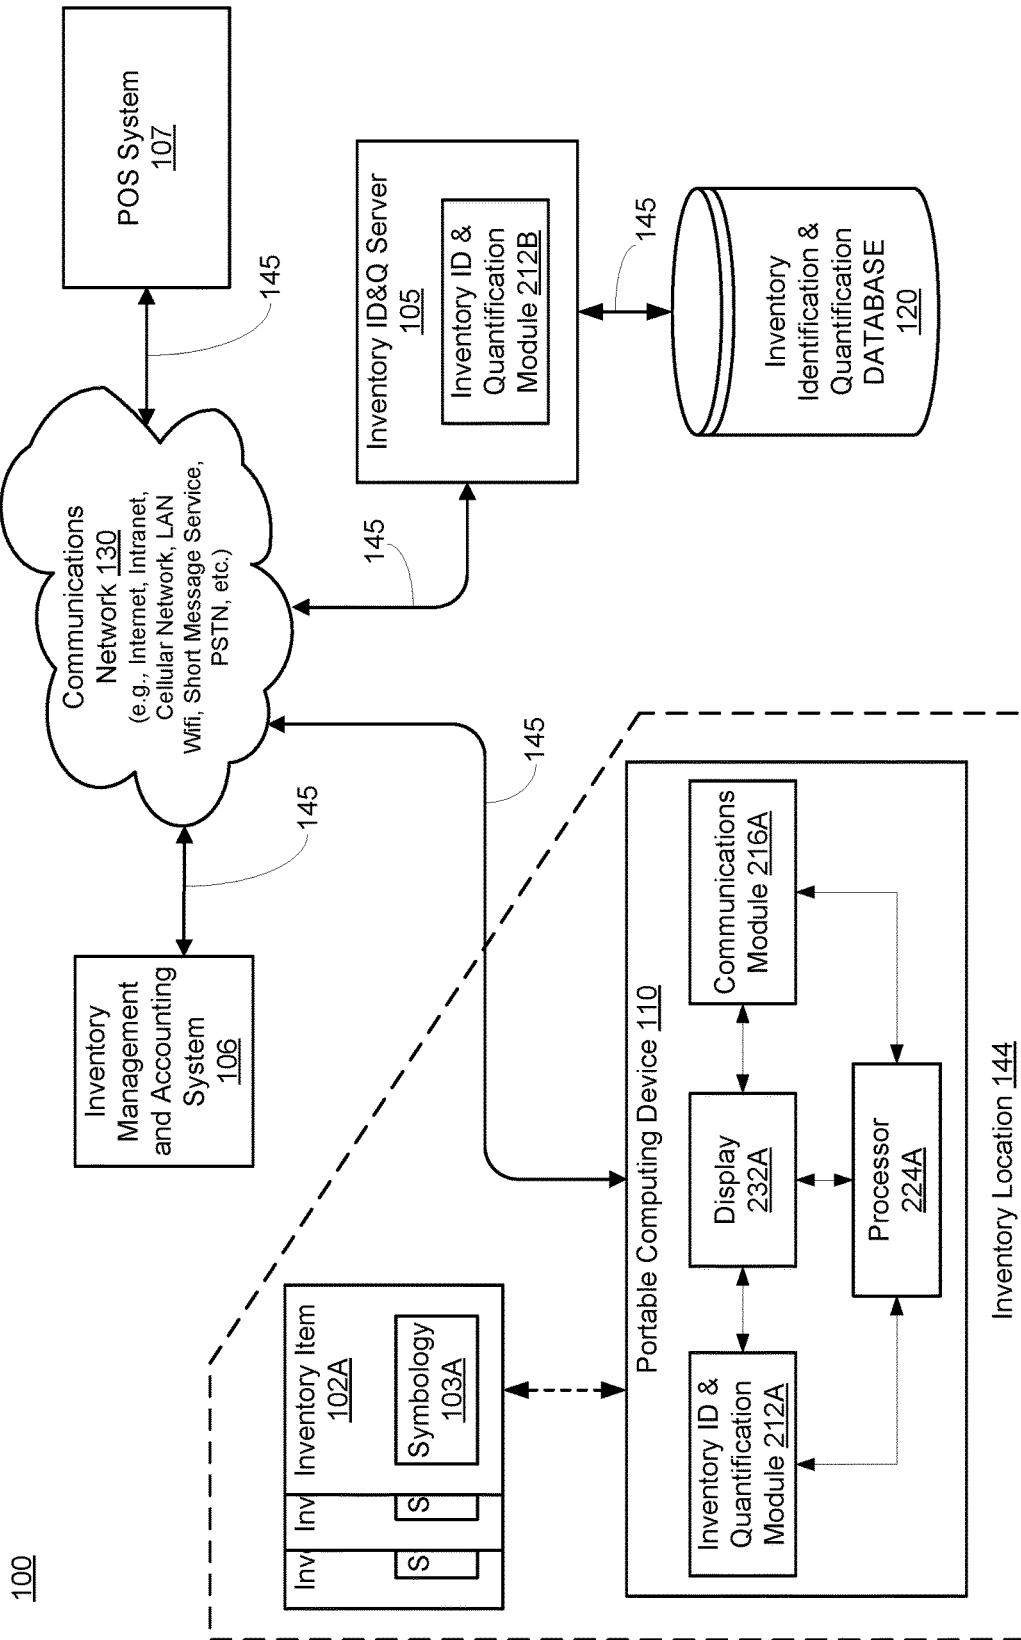 100
Inventory
Management
and Accounting
System
106
145
Communications
Network 130
(e.g., Internet, Intranet,
Cellular Network, LAN
Wifi, Short Message Service,
PSTN, etc.)
145
POS System
107
145
145
Inventory ID&Q Server
105
Inventory ID &
Quantification
Module 212B
145
Inventory
Identification &
Quantification
DATABASE
120
Inv
S
Inv
S
Inventory Item
102A
Symbology
103A
Portable Computing Device 110
Inventory ID &
Quantification
Module 212A
Display
232A
Communications
Module 216A
Processor
224A
Inventory Location 144